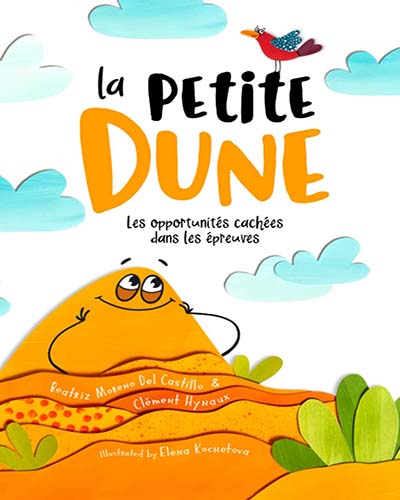 la PETITE
DUNE
Les opportunités cachées
dans les épreuves
Beatriz Moreno Del Castillo &
Clément Hynaux
Illustrated by Elena Kochetova